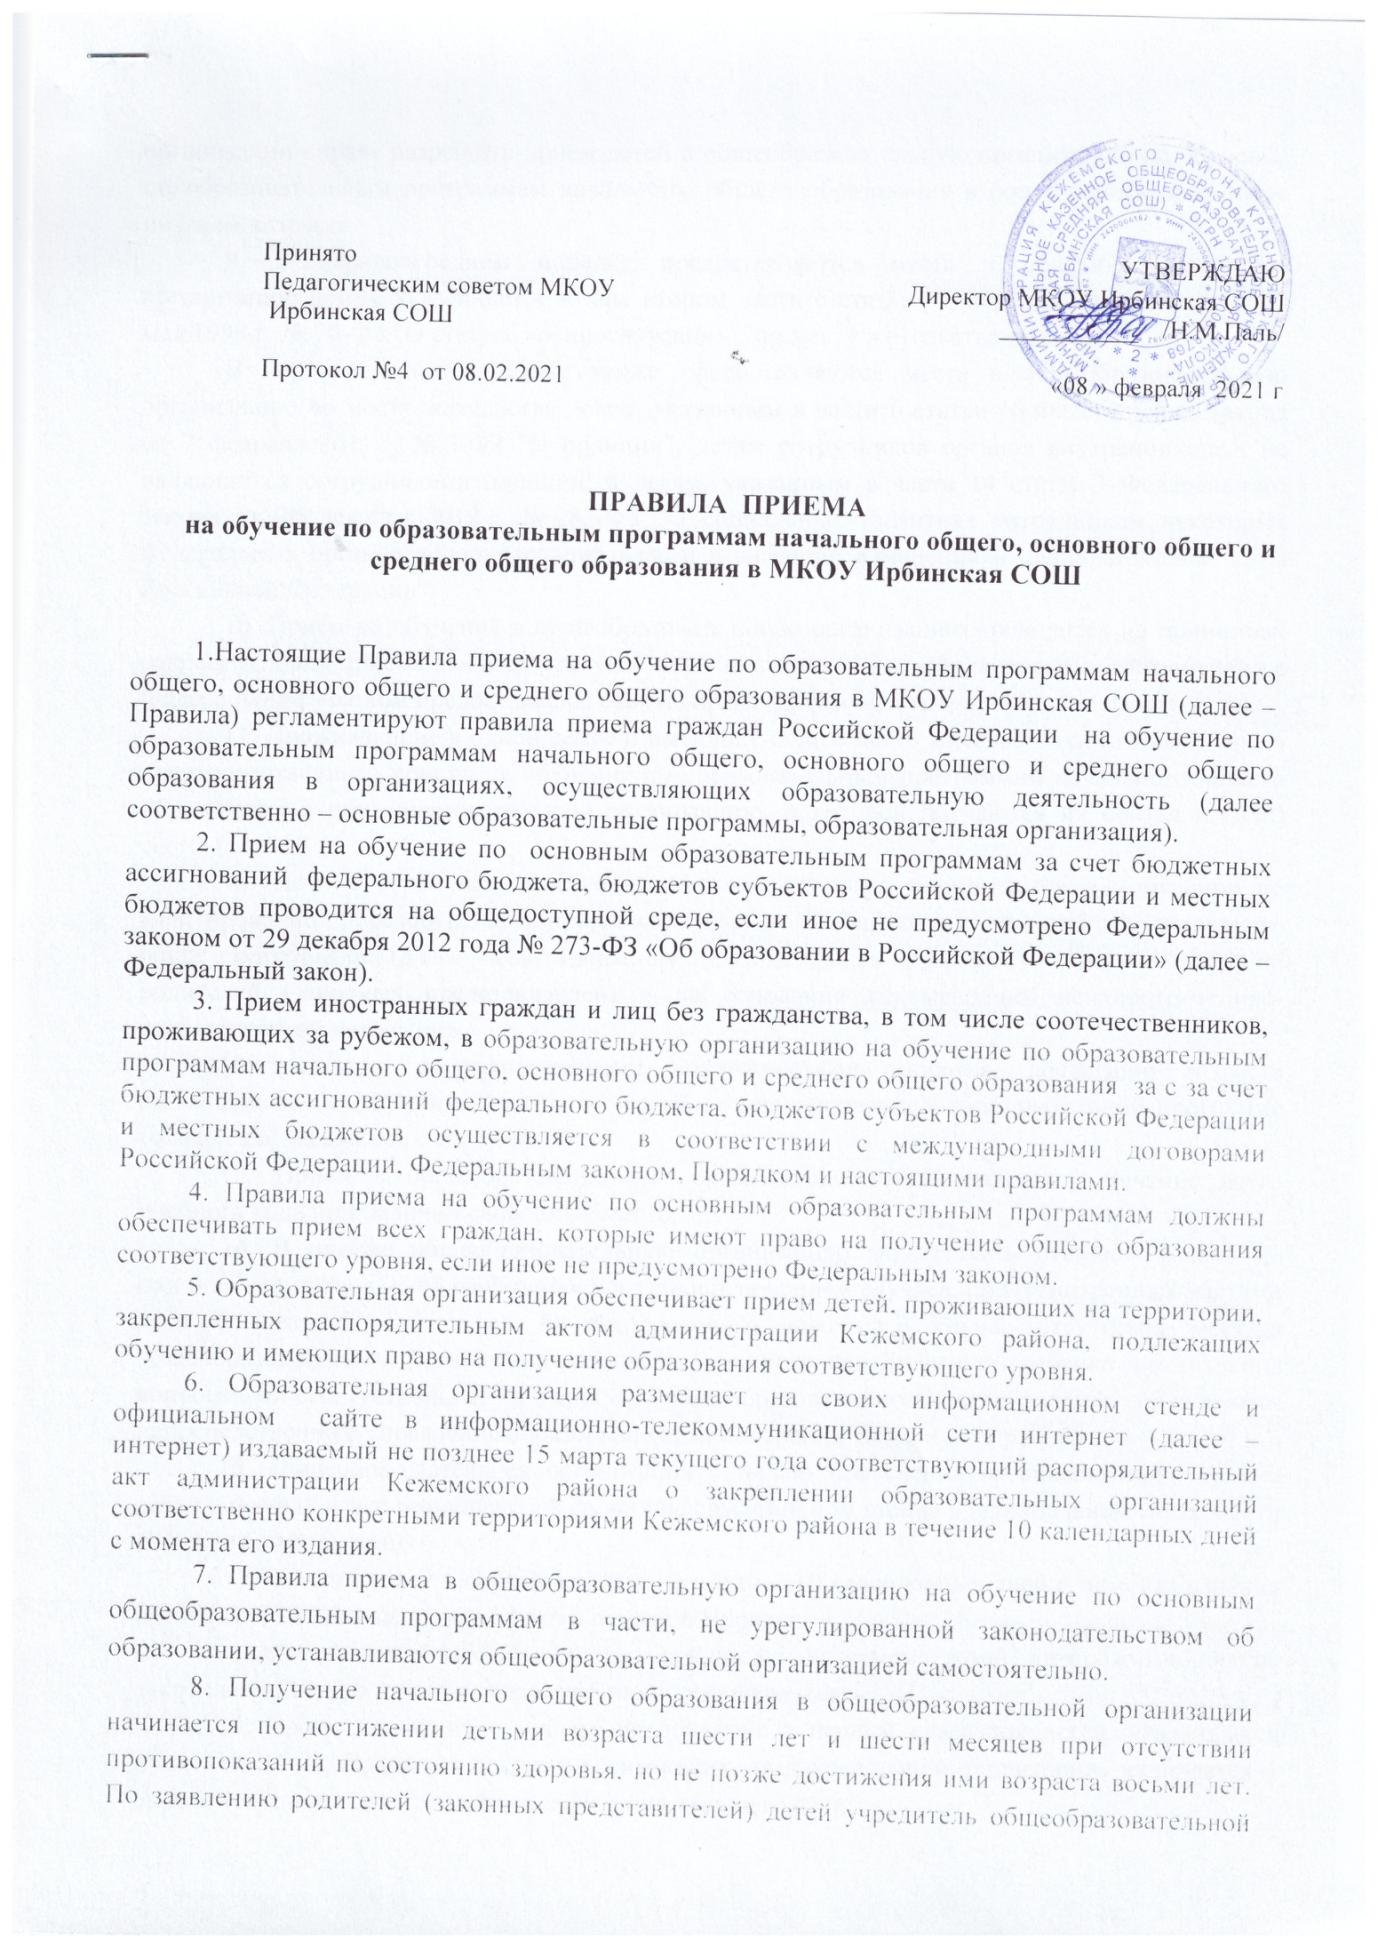 Принято
Педагогическим советом МКОУ
Ирбинская СОШ
Протокол №4 от 08.02.2021
УТВЕРЖДАЮ
Директор МКОУ Ирбинская СОШ
/Н.М.Паль/
«08 » февраля 2021 г
ПРАВИЛА ПРИЕМА
на обучение по образовательным программам начального общего, основного общего и
среднего общего образования в МКОУ Ирбинская СОШ
1.Настоящие Правила приема на обучение по образовательным программам начального
общего, основного общего и среднего общего образования в МКОУ Ирбинская СОШ (далее –
Правила) регламентируют правила приема граждан Российской Федерации на обучение по
образовательным программам начального общего, основного общего и среднего общего
образования в организациях, осуществляющих образовательную деятельность (далее
соответственно – основные образовательные программы, образовательная организация).
2. Прием на обучение по основным образовательным программам за счет бюджетных
ассигнований федерального бюджета, бюджетов субъектов Российской Федерации и местных
бюджетов проводится на общедоступной среде, если иное не предусмотрено Федеральным
законом от 29 декабря 2012 года № 273-ФЗ «Об образовании в Российской Федерации» (далее –
Федеральный закон).
3. Прием иностранных граждан и лиц без гражданства, в том числе соотечественников,
проживающих за рубежом, в образовательную организацию на обучение по образовательным
программам начального общего, основного общего и среднего общего образования за с за счет
бюджетных ассигнований федерального бюджета, бюджетов субъектов Российской Федерации
и местных бюджетов осуществляется в соответствии с международными договорами
Российской Федерации, Федеральным законом, Порядком и настоящими правилами.
4. Правила приема на обучение по основным образовательным программам должны
обеспечивать прием всех граждан, которые имеют право на получение общего образования
соответствующего уровня, если иное не предусмотрено Федеральным законом.
5. Образовательная организация обеспечивает прием детей, проживающих на территории,
закрепленных распорядительным актом администрации Кежемского района, подлежащих
обучению и имеющих право на получение образования соответствующего уровня.
6. Образовательная организация размещает на своих информационном стенде и
официальном сайте в информационно-телекоммуникационной сети интернет (далее –
интернет) издаваемый не позднее 15 марта текущего года соответствующий распорядительный
акт администрации Кежемского района о закреплении образовательных организаций
соответственно конкретными территориями Кежемского района в течение 10 календарных дней
с момента его издания.
7. Правила приема в общеобразовательную организацию на обучение по основным
общеобразовательным программам в части, не урегулированной законодательством об
образовании, устанавливаются общеобразовательной организацией самостоятельно.
8. Получение начального общего образования в общеобразовательной организации
начинается по достижении детьми возраста шести лет и шести месяцев при отсутствии
противопоказаний по состоянию здоровья, но не позже достижения ими возраста восьми лет.
По заявлению родителей (законных представителей) детей учредитель общеобразовательной